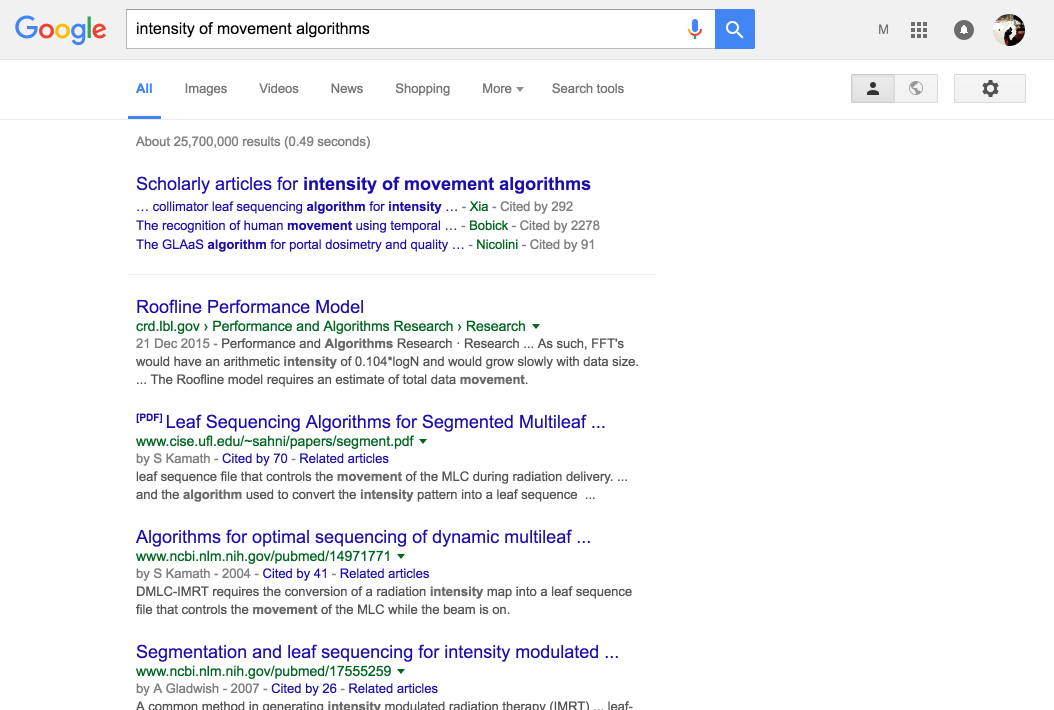 Google
intensity of movement algorithms
M
All Images Videos News Shopping More Search tools
About 25,700,000 results (0.49 seconds)
Scholarly articles for intensity of movement algorithms
… collimator leaf sequencing algorithm for intensity … - Xia - Cited by 292
The recognition of human movement using temporal … - Bobick - Cited by 2278
The GLAaS algorithm for portal dosimetry and quality … - Nicolini - Cited by 91
Roofline Performance Model
crd.lbl.gov › Performance and Algorithms Research › Research
21 Dec 2015 - Performance and Algorithms Research · Research ... As such, FFT's
would have an arithmetic intensity of 0.104*logN and would grow slowly with data size.
... The Roofline model requires an estimate of total data movement.
[PDF] Leaf Sequencing Algorithms for Segmented Multileaf ...
www.cise.ufl.edu/~sahni/papers/segment.pdf
by S Kamath - Cited by 70 - Related articles
leaf sequence file that controls the movement of the MLC during radiation delivery. ...
and the algorithm used to convert the intensity pattern into a leaf sequence ...
Algorithms for optimal sequencing of dynamic multileaf ...
www.ncbi.nlm.nih.gov/pubmed/14971771
by S Kamath - 2004 - Cited by 41 - Related articles
DMLC-IMRT requires the conversion of a radiation intensity map into a leaf sequence
file that controls the movement of the MLC while the beam is on.
Segmentation and leaf sequencing for intensity modulated ...
www.ncbi.nlm.nih.gov/pubmed/17555259
by A Gladwish - 2007 - Cited by 26 - Related articles
A common method in generating intensity modulated radiation therapy (IMRT) ... leaf-